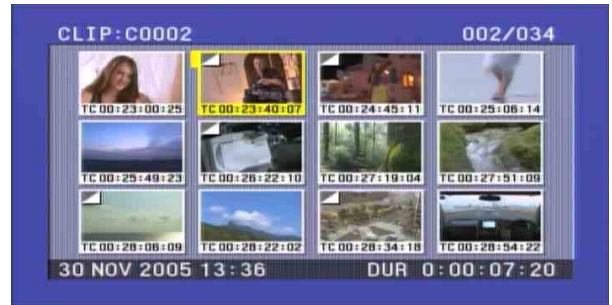 CLIP:C0002 002/034
TC 00:23:00:25 TC 00:23:40:07 TC 00:24:45:11 TC 00:25:06:14
TC 00:25:49:23 TC 00:26:22:10 TC 00:27:19:04 TC 00:27:51:09
TC 00:28:06:09 TC 00:28:22:02 TC 00:28:34:18 TC 00:28:54:22
30 NOV 2005 13:36 DUR 0:00:07:20